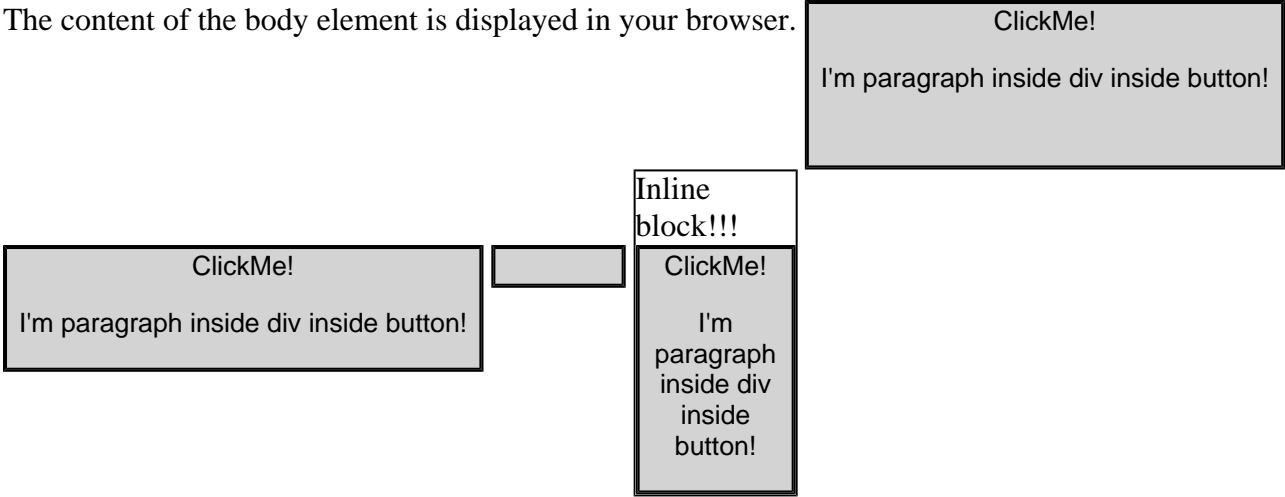 The content of the body element is displayed in your browser.
ClickMe!
I'm paragraph inside div inside button!
ClickMe!
I'm paragraph inside div inside button!
Inline
block!!!
ClickMe!
I'm
paragraph
inside div
inside
button!